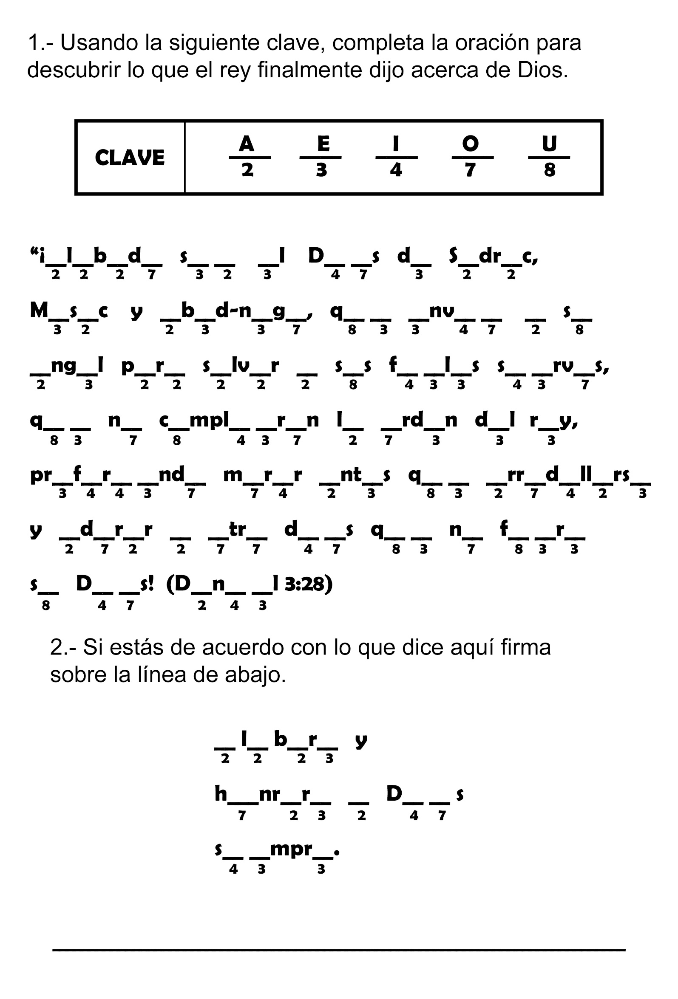 1.- Usando la siguiente clave, completa la oración para
descubrir lo que el rey finalmente dijo acerca de Dios.
CLAVE A E I O U
2 3 4 7 8
“¡__l__b__d__ s__ __ __l D__ __s d__ S__dr__c,
2 2 2 7 3 2 3 4 7 3 2 2
M__s__c y __b__d-n__g__, q__ __ __nv__ __ __ s__
3 2 2 3 3 7 8 3 3 4 7 2 8
__ng__l p__r__ s__lv__r __ s__s f__ __l__s s__ __rv__s,
2 3 2 2 2 2 2 8 4 3 3 4 3 7
q__ __ n__ c__mpl__ __r__n l__ __rd__n d__l r__y,
8 3 7 8 4 3 7 2 7 3 3 3
pr__f__r__ __nd__ m__r__r __nt__s q__ __ __rr__d__ll__rs__
3 4 4 3 7 7 4 2 3 8 3 2 7 4 2 3
y __d__r__r __ __tr__ d__ __s q__ __ n__ f__ __r__
2 7 2 2 7 7 4 7 8 3 7 8 3 3
s__ D__ __s! (D__n__ __l 3:28)
8 4 7 2 4 3
2.- Si estás de acuerdo con lo que dice aquí firma
sobre la línea de abajo.
__ l__ b__r__ y
2 2 2 3
h___nr__r__ __ D__ __ s
7 2 3 2 4 7
s__ __mpr__.
4 3 3